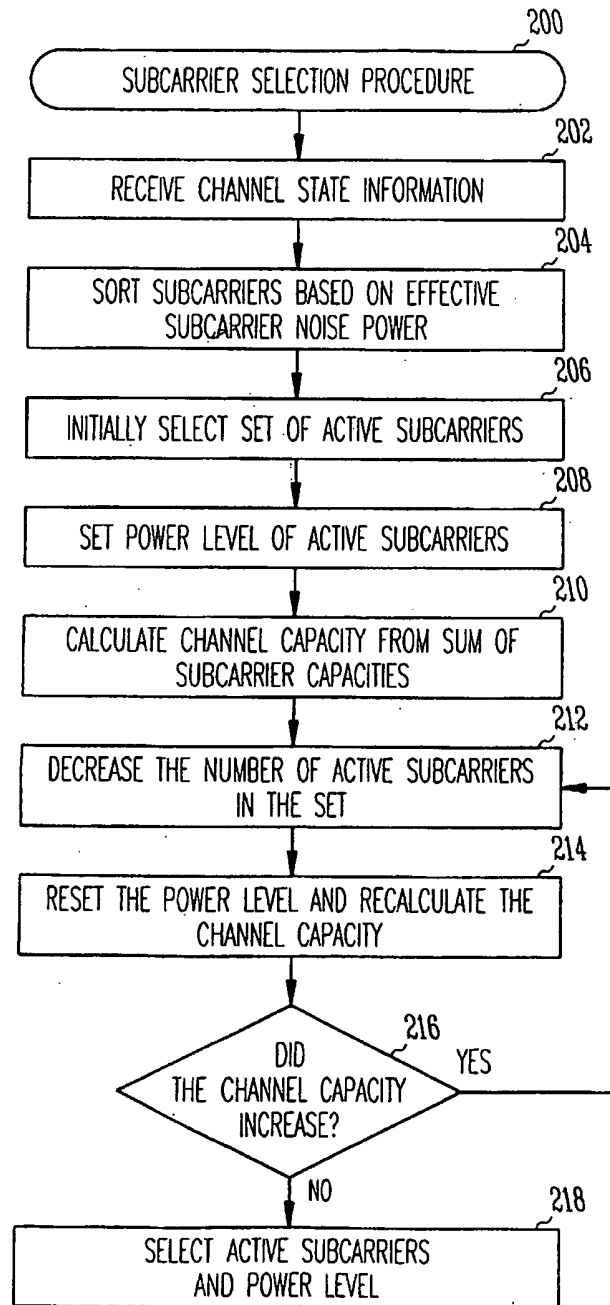 200
SUBCARRIER SELECTION PROCEDURE
202
RECEIVE CHANNEL STATE INFORMATION
204
SORT SUBCARRIERS BASED ON EFFECTIVE
SUBCARRIER NOISE POWER
206
INITIALLY SELECT SET OF ACTIVE SUBCARRIERS
208
SET POWER LEVEL OF ACTIVE SUBCARRIERS
210
CALCULATE CHANNEL CAPACITY FROM SUM OF
SUBCARRIER CAPACITIES
212
DECREASE THE NUMBER OF ACTIVE SUBCARRIERS
IN THE SET
214
RESET THE POWER LEVEL AND RECALCULATE THE
CHANNEL CAPACITY
216
DID
THE CHANNEL CAPACITY
INCREASE?
YES
NO
218
SELECT ACTIVE SUBCARRIERS
AND POWER LEVEL